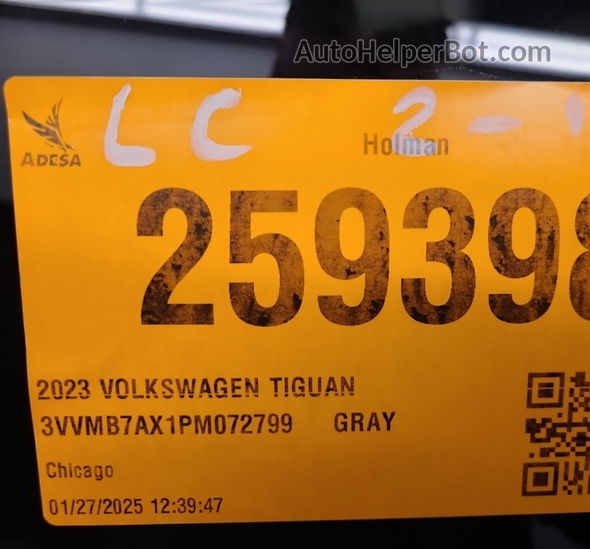 AutoHelperBot.com
LC 2-1
ADESA
Holman
259398
2023 VOLKSWAGEN TIGUAN
3VVMB7AX1PM072799 GRAY
Chicago
01/27/2025 12:39:47